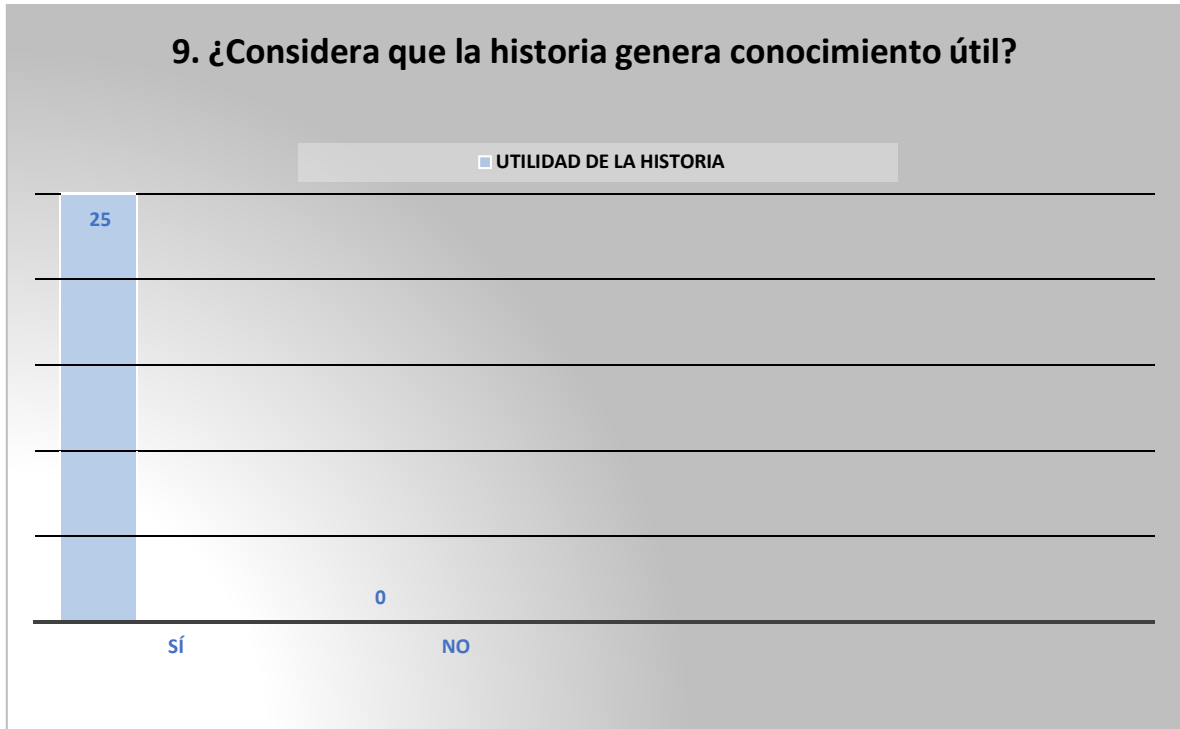 9. ¿Considera que la historia genera conocimiento útil?
UTILIDAD DE LA HISTORIA
25
0
SÍ
NO